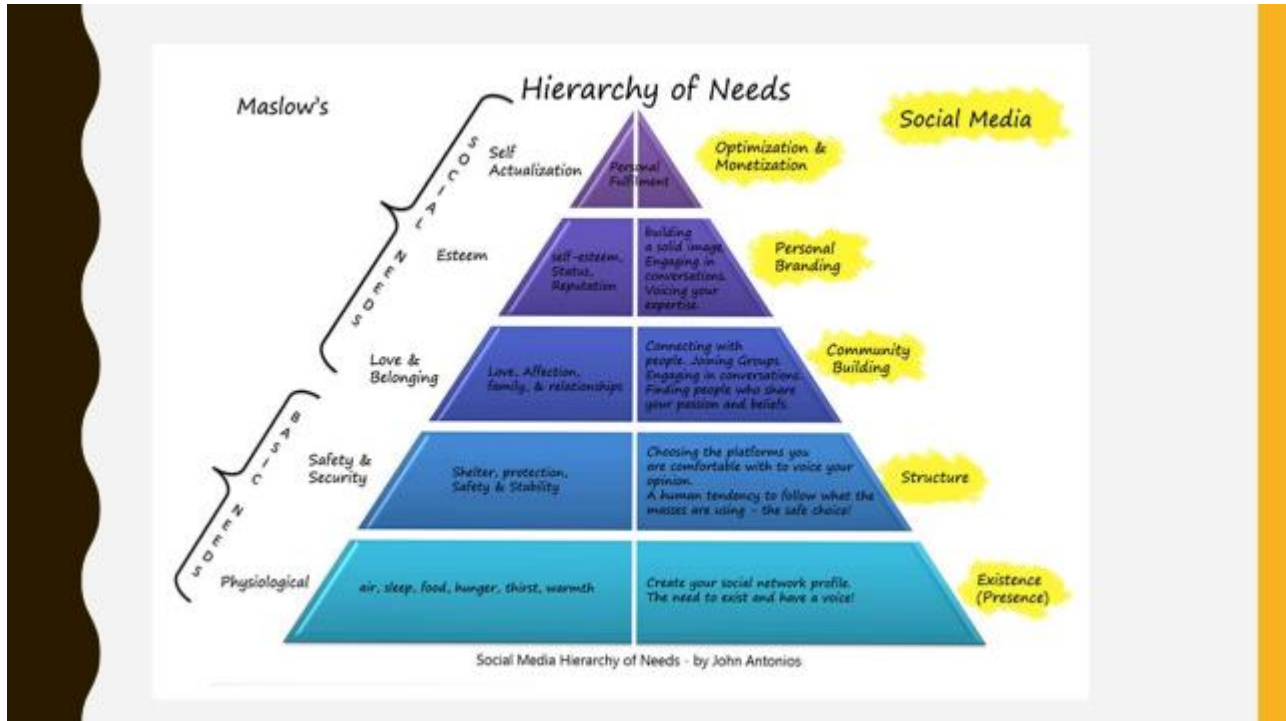 Hierarchy of Needs
Maslow's
Social Media
SOCIAL NEEDS
Self
Actualization
Personal
Fulfilment
Optimization &
Monetization
Esteem
self-esteem,
Status,
Reputation
Building
a solid image.
Engaging in
conversations.
Voicing your
expertise.
Personal
Branding
Love &
Belonging
Love, Affection,
family, & relationships
Connecting with
people. Joining Groups.
Engaging in conversations.
Finding people who share
your passion and beliefs.
Community
Building
BASIC NEEDS
Safety &
Security
Shelter, protection,
Safety & Stability
Choosing the platforms you
are comfortable with to voice your
opinion.
A human tendency to follow what the
masses are using - the safe choice!
Structure
Physiological
air, sleep, food, hunger, thirst, warmth
Create your social network profile.
The need to exist and have a voice!
Existence
(Presence)
Social Media Hierarchy of Needs - by John Antonios